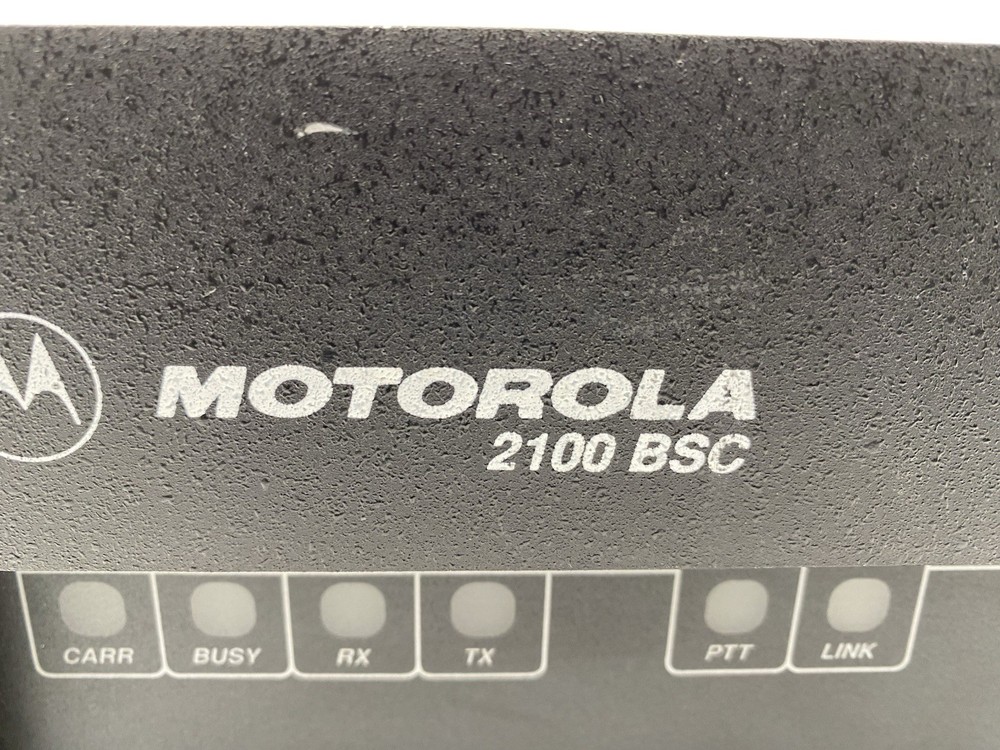 MOTOROLA
2100 BSC
CARR BUSY RX TX PTT LINK